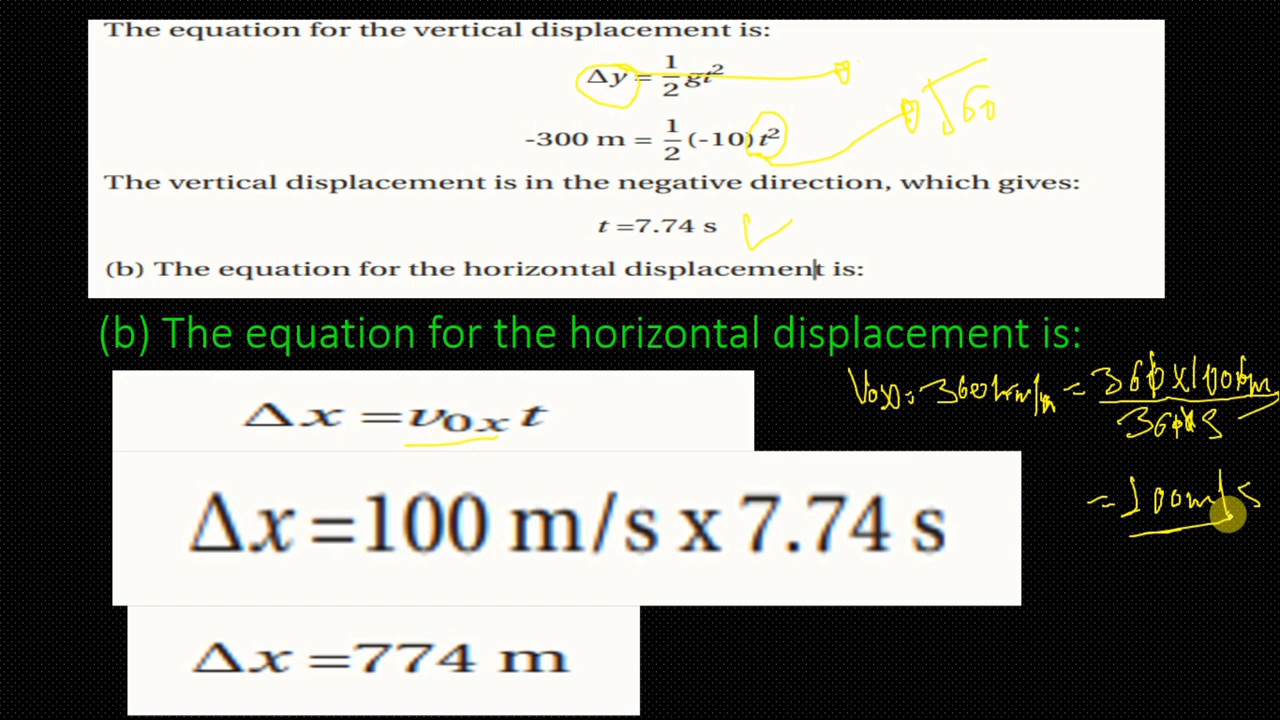 The equation for the vertical displacement is:
Δy = 1/2 gt²
√60
-300 m = 1/2 (-10) t²
The vertical displacement is in the negative direction, which gives:
t =7.74 s
(b) The equation for the horizontal displacement is:
(b) The equation for the horizontal displacement is:
Δx =v₀ₓ t
= 100m/s
Δx=100 m/s x 7.74 s
Δx =774 m